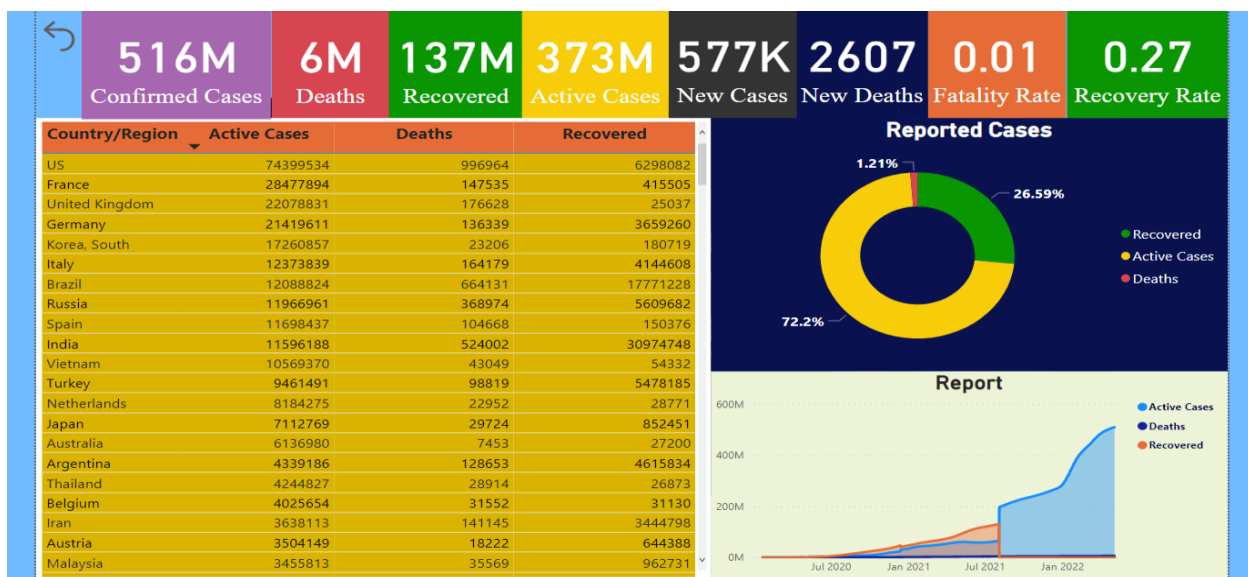 516M 6M 137M 373M 577K 2607 0.01 0.27
Confirmed Cases Deaths Recovered Active Cases New Cases New Deaths Fatality Rate Recovery Rate
Country/Region Active Cases Deaths Recovered
US 74399534 996964 6298082
France 28477894 147535 415505
United Kingdom 22078831 176628 25037
Germany 21419611 136339 3659260
Korea, South 17260857 23206 180719
Italy 12373839 164179 4144608
Brazil 12088824 664131 17771228
Russia 11966961 368974 5609682
Spain 11698437 104668 150376
India 11596188 524002 30974748
Vietnam 10569370 43049 54332
Turkey 9461491 98819 5478185
Netherlands 8184275 22952 28771
Japan 7112769 29724 852451
Australia 6136980 7453 27200
Argentina 4339186 128653 4615834
Thailand 4244827 28914 26873
Belgium 4025654 31552 31130
Iran 3638113 141145 3444798
Austria 3504149 18222 644388
Malaysia 3455813 35569 962731
Reported Cases
1.21%
26.59%
72.2%
Recovered
Active Cases
Deaths
Report
600M
400M
200M
0M
Jul 2020 Jan 2021 Jul 2021 Jan 2022
Active Cases
Deaths
Recovered